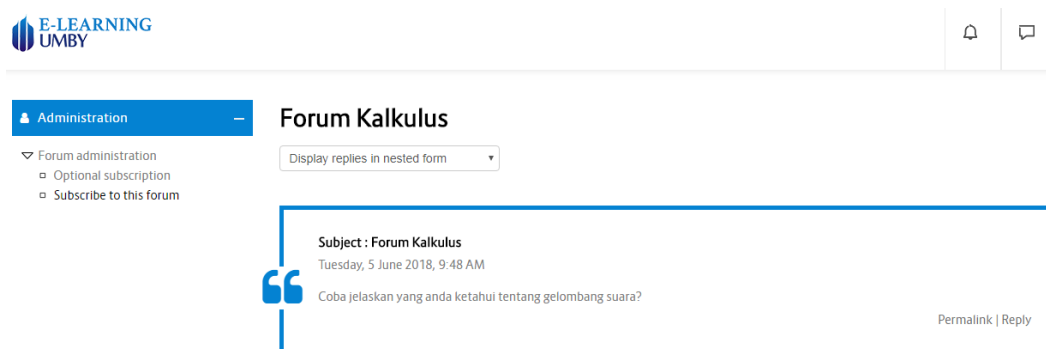 E-LEARNING
UMBY
Administration
Forum administration
Optional subscription
Subscribe to this forum
Forum Kalkulus
Display replies in nested form
Subject : Forum Kalkulus
Tuesday, 5 June 2018, 9:48 AM
Coba jelaskan yang anda ketahui tentang gelombang suara?
Permalink | Reply